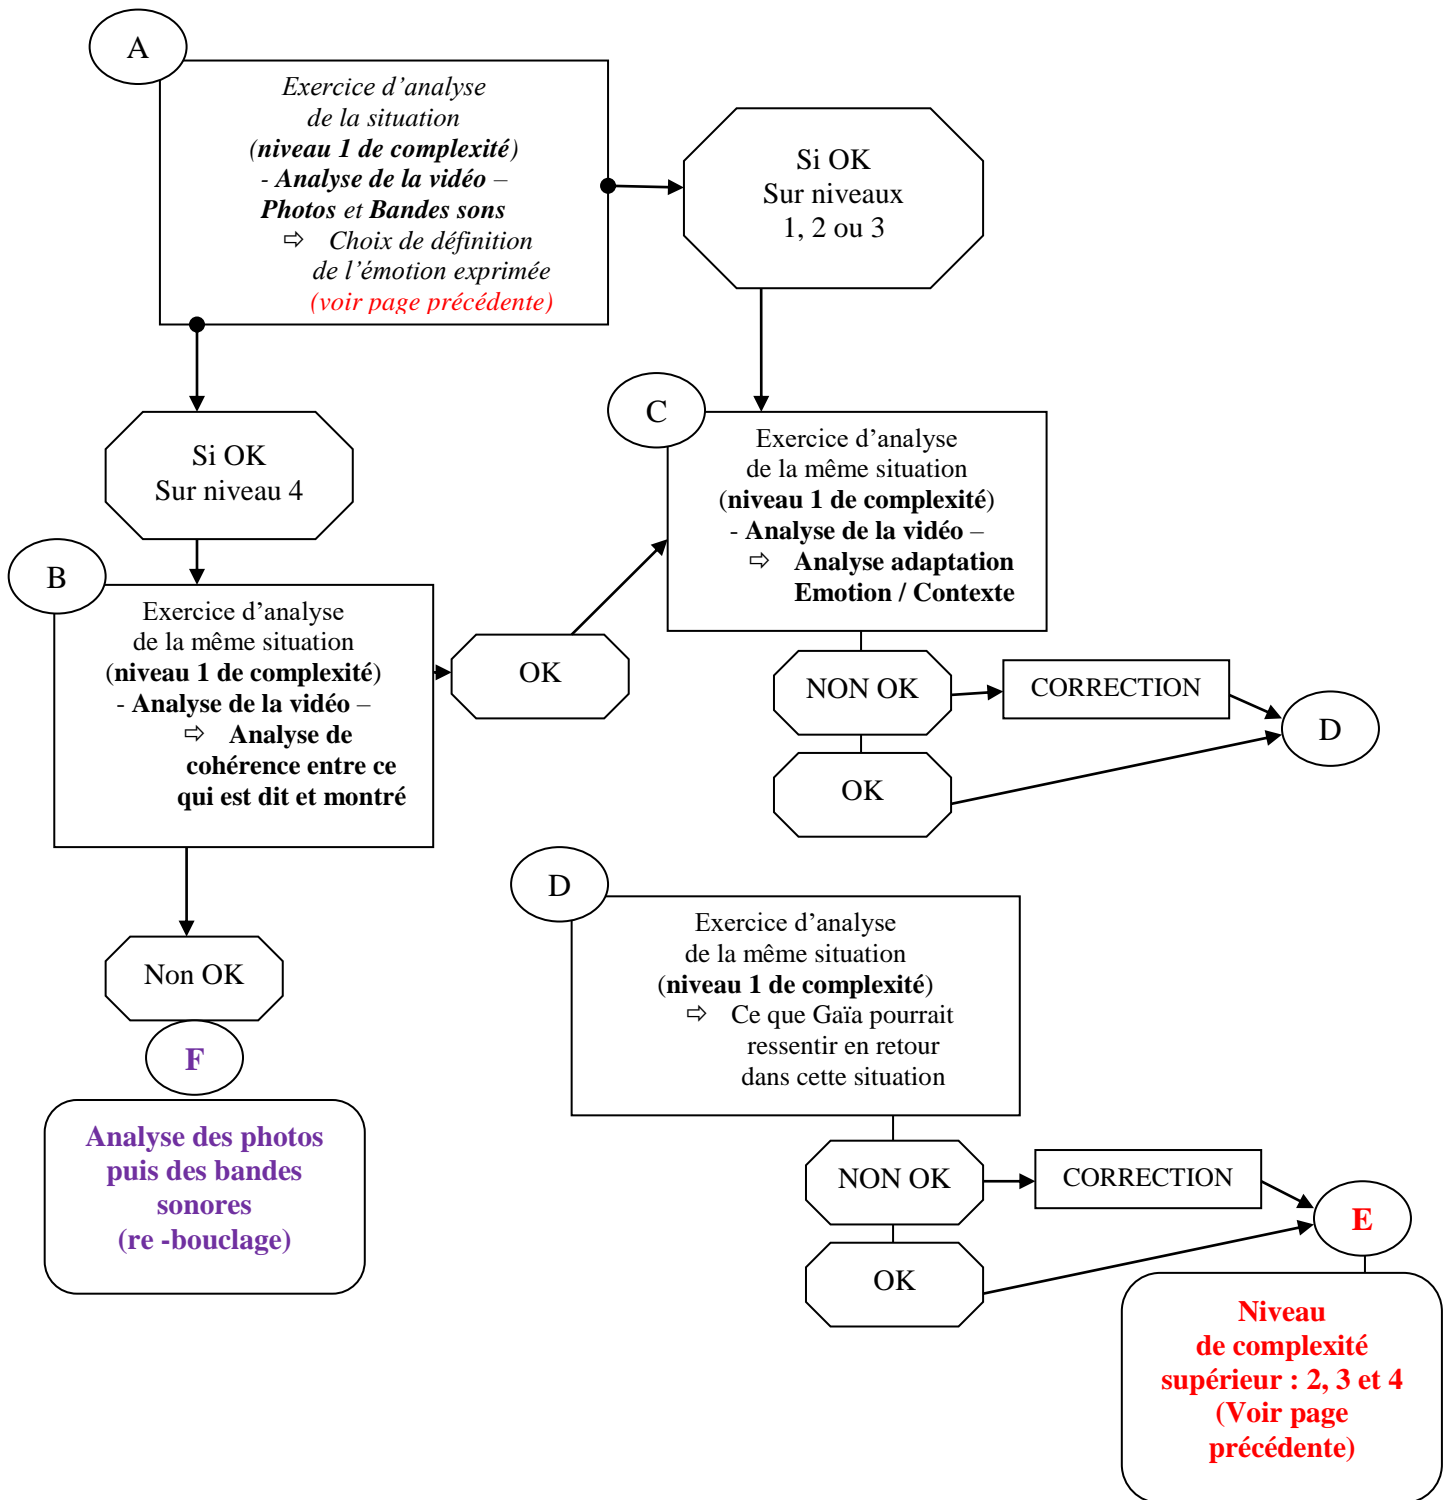 A
Exercice d’analyse
de la situation
(niveau 1 de complexité)
- Analyse de la vidéo –
Photos et Bandes sons
⇨ Choix de définition
de l’émotion exprimée
(voir page précédente)
Si OK
Sur niveaux
1, 2 ou 3
Si OK
Sur niveau 4
C
Exercice d’analyse
de la même situation
(niveau 1 de complexité)
- Analyse de la vidéo –
⇨ Analyse adaptation
Emotion / Contexte
B
Exercice d’analyse
de la même situation
(niveau 1 de complexité)
- Analyse de la vidéo –
⇨ Analyse de
cohérence entre ce
qui est dit et montré
OK
NON OK
CORRECTION
D
OK
Non OK
F
Analyse des photos
puis des bandes
sonores
(re -bouclage)
D
Exercice d’analyse
de la même situation
(niveau 1 de complexité)
⇨ Ce que Gaïa pourrait
ressentir en retour
dans cette situation
NON OK
CORRECTION
E
OK
Niveau
de complexité
supérieur : 2, 3 et 4
(Voir page
précédente)